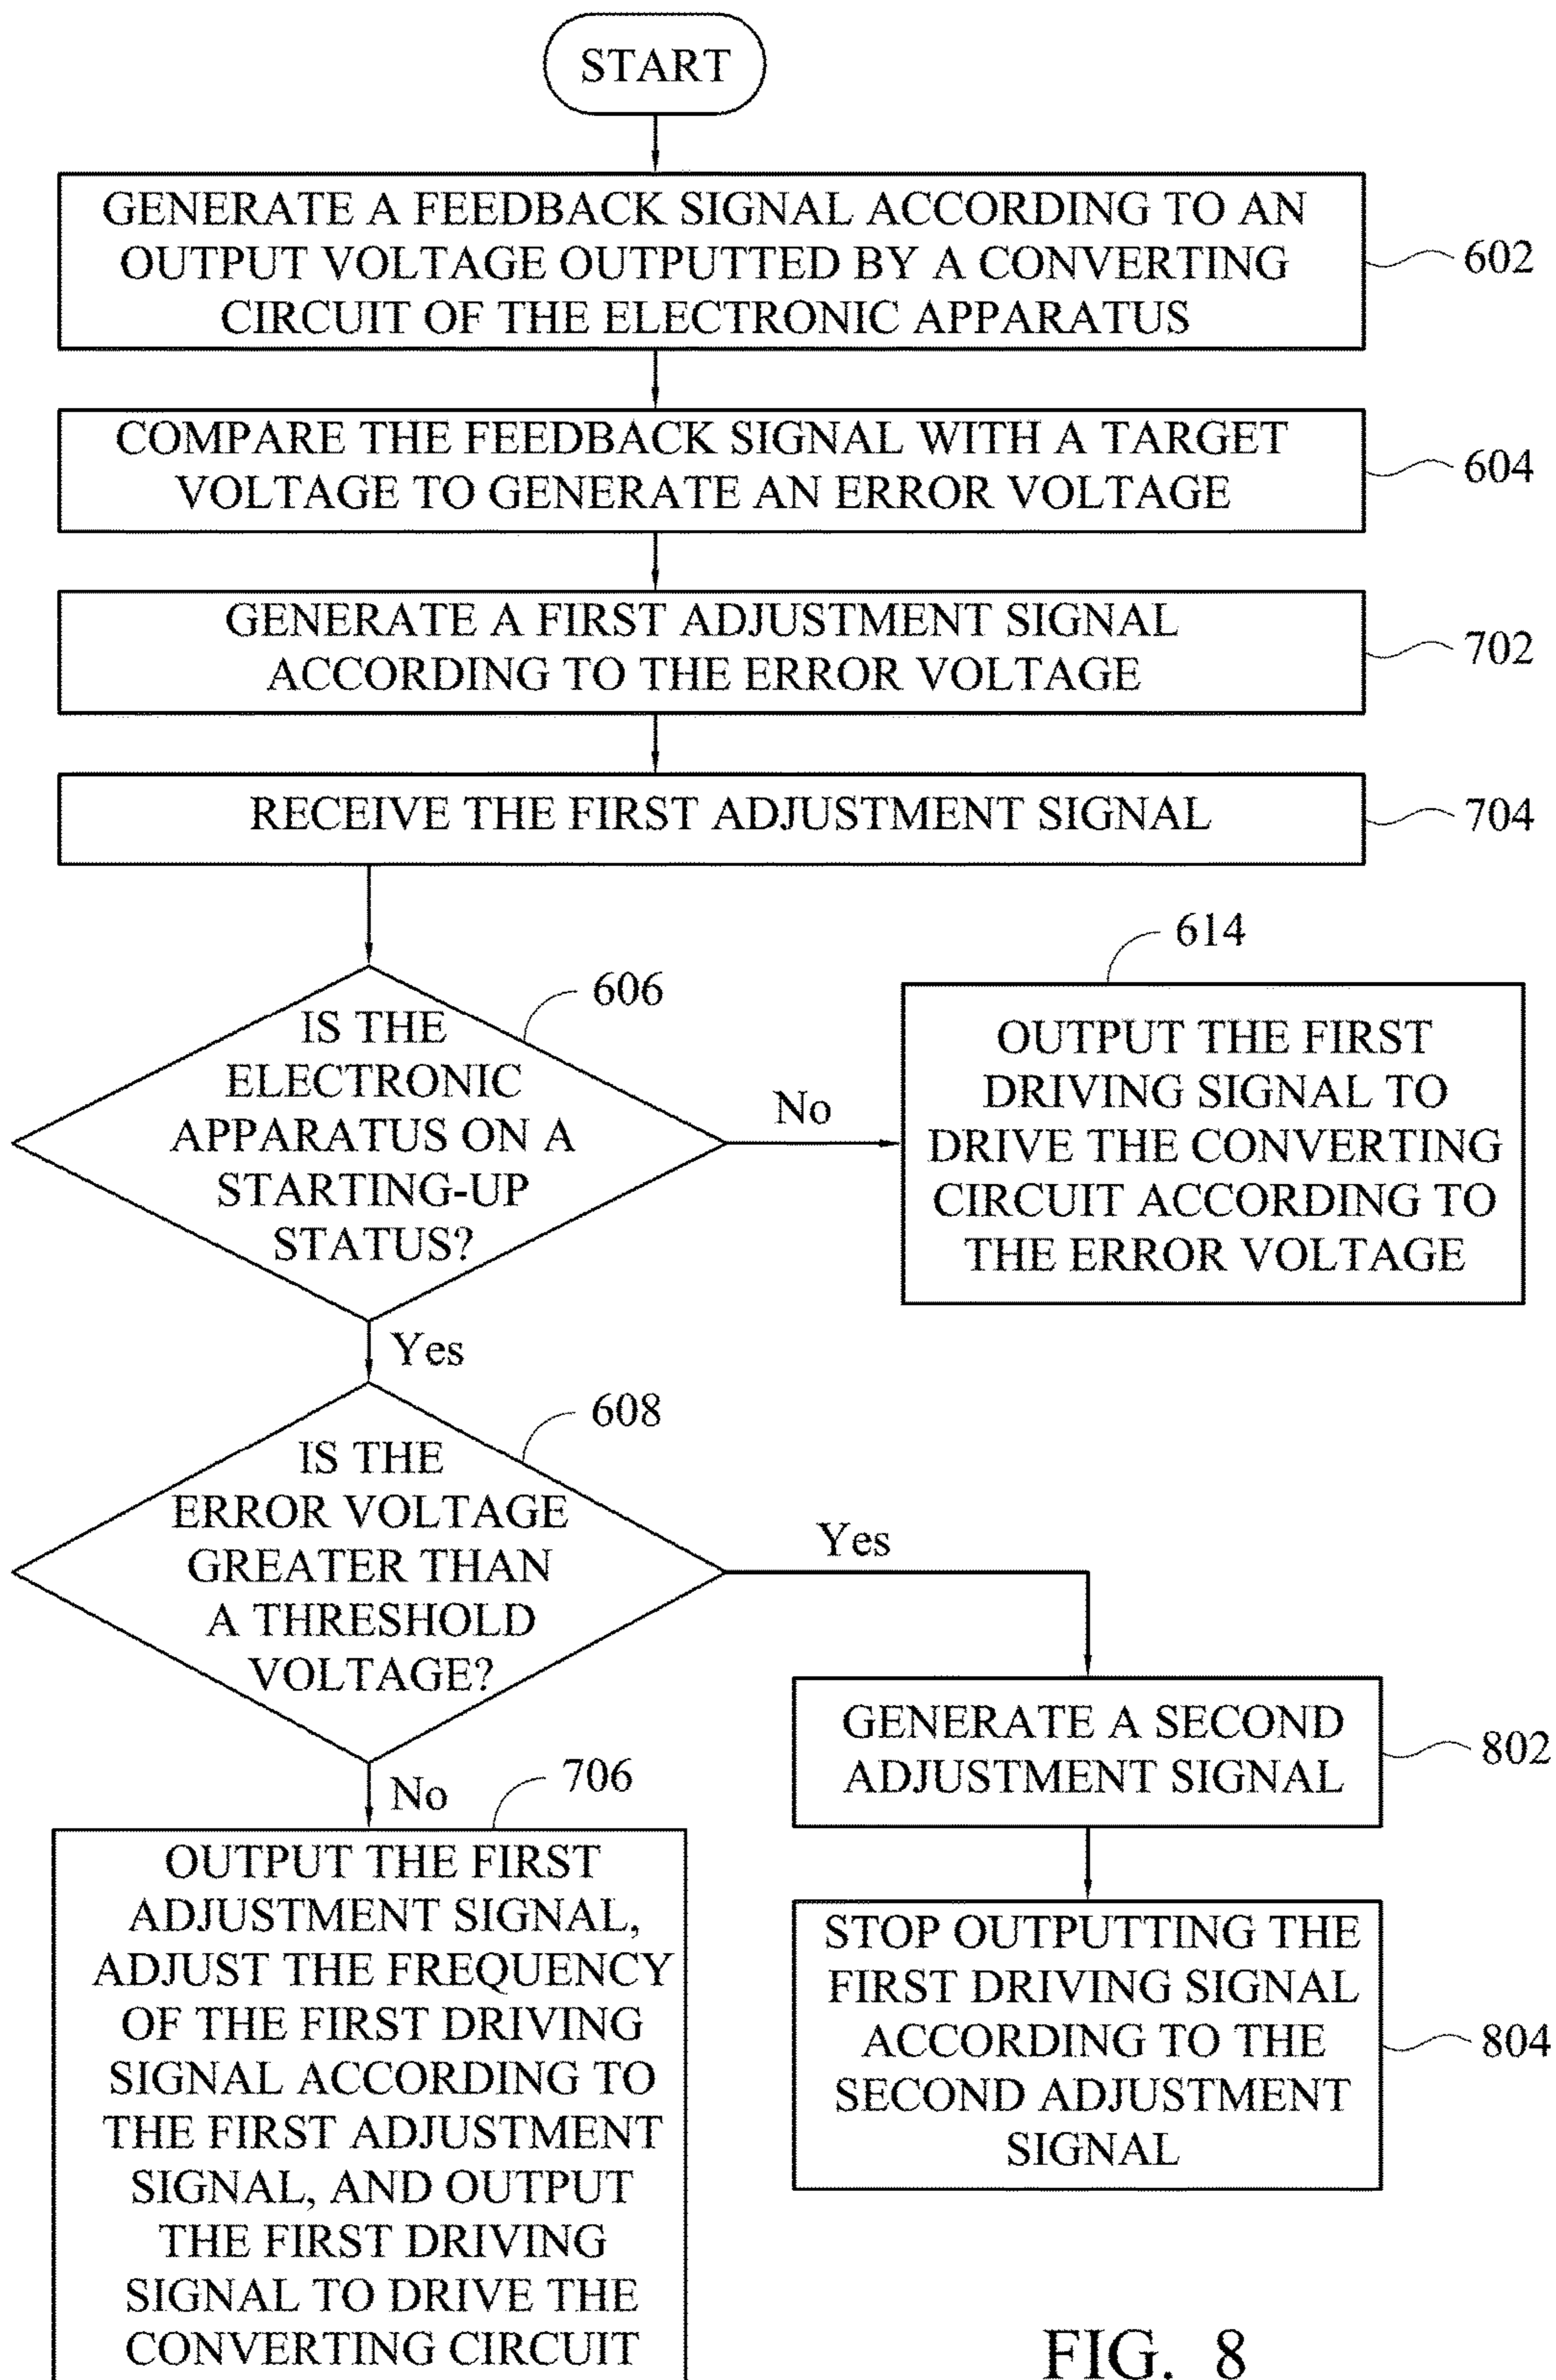 START
GENERATE A FEEDBACK SIGNAL ACCORDING TO AN
OUTPUT VOLTAGE OUTPUTTED BY A CONVERTING
CIRCUIT OF THE ELECTRONIC APPARATUS
602
COMPARE THE FEEDBACK SIGNAL WITH A TARGET
VOLTAGE TO GENERATE AN ERROR VOLTAGE
604
GENERATE A FIRST ADJUSTMENT SIGNAL
ACCORDING TO THE ERROR VOLTAGE
702
RECEIVE THE FIRST ADJUSTMENT SIGNAL
704
606
IS THE
ELECTRONIC
APPARATUS ON A
STARTING-UP
STATUS?
No
614
OUTPUT THE FIRST
DRIVING SIGNAL TO
DRIVE THE CONVERTING
CIRCUIT ACCORDING TO
THE ERROR VOLTAGE
Yes
608
IS THE
ERROR VOLTAGE
GREATER THAN
A THRESHOLD
VOLTAGE?
Yes
GENERATE A SECOND
ADJUSTMENT SIGNAL
802
STOP OUTPUTTING THE
FIRST DRIVING SIGNAL
ACCORDING TO THE
SECOND ADJUSTMENT
SIGNAL
804
No
706
OUTPUT THE FIRST
ADJUSTMENT SIGNAL,
ADJUST THE FREQUENCY
OF THE FIRST DRIVING
SIGNAL ACCORDING TO
THE FIRST ADJUSTMENT
SIGNAL, AND OUTPUT
THE FIRST DRIVING
SIGNAL TO DRIVE THE
CONVERTING CIRCUIT
FIG. 8